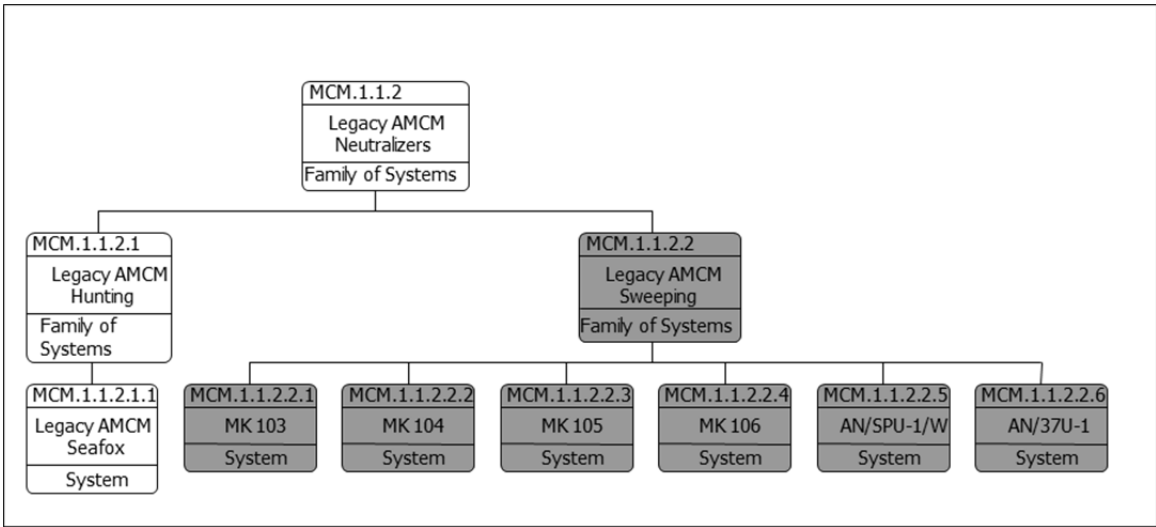 MCM.1.1.2
Legacy AMCM
Neutralizers
Family of Systems
MCM.1.1.2.1
Legacy AMCM
Hunting
Family of
Systems
MCM.1.1.2.2
Legacy AMCM
Sweeping
Family of Systems
MCM.1.1.2.1.1
Legacy AMCM
Seafox
System
MCM.1.1.2.2.1
MK 103
System
MCM.1.1.2.2.2
MK 104
System
MCM.1.1.2.2.3
MK 105
System
MCM.1.1.2.2.4
MK 106
System
MCM.1.1.2.2.5
AN/SPU-1/W
System
MCM.1.1.2.2.6
AN/37U-1
System